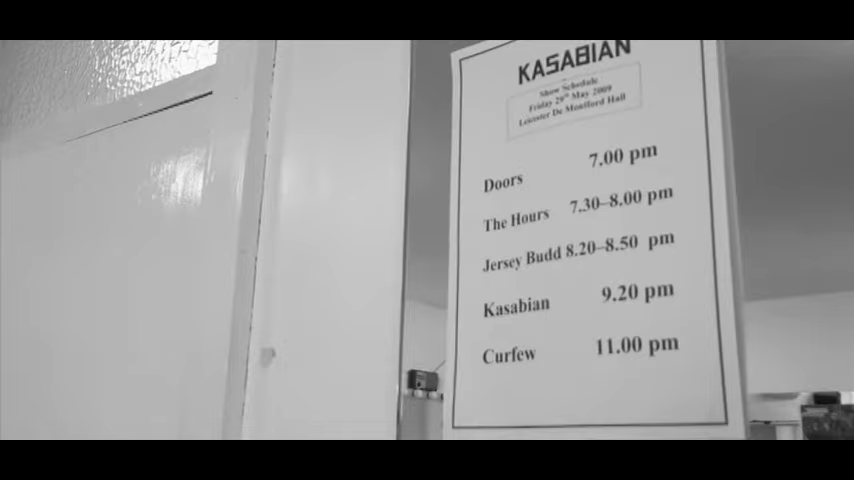 KASABIAN
Show Schedule
Friday 29th May 2009
Leicester De Montford Hall
Doors 7.00 pm
The Hours 7.30–8.00 pm
Jersey Budd 8.20–8.50 pm
Kasabian 9.20 pm
Curfew 11.00 pm